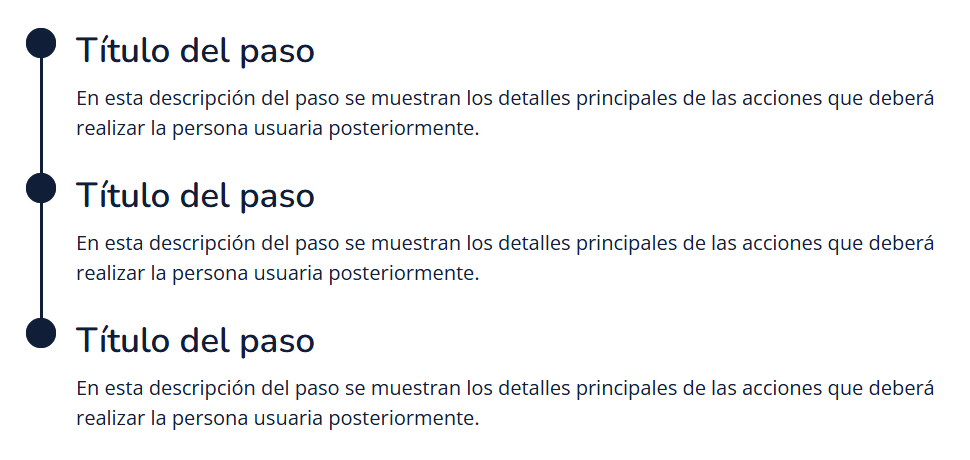 Título del paso
En esta descripción del paso se muestran los detalles principales de las acciones que deberá
realizar la persona usuaria posteriormente.
Título del paso
En esta descripción del paso se muestran los detalles principales de las acciones que deberá
realizar la persona usuaria posteriormente.
Título del paso
En esta descripción del paso se muestran los detalles principales de las acciones que deberá
realizar la persona usuaria posteriormente.